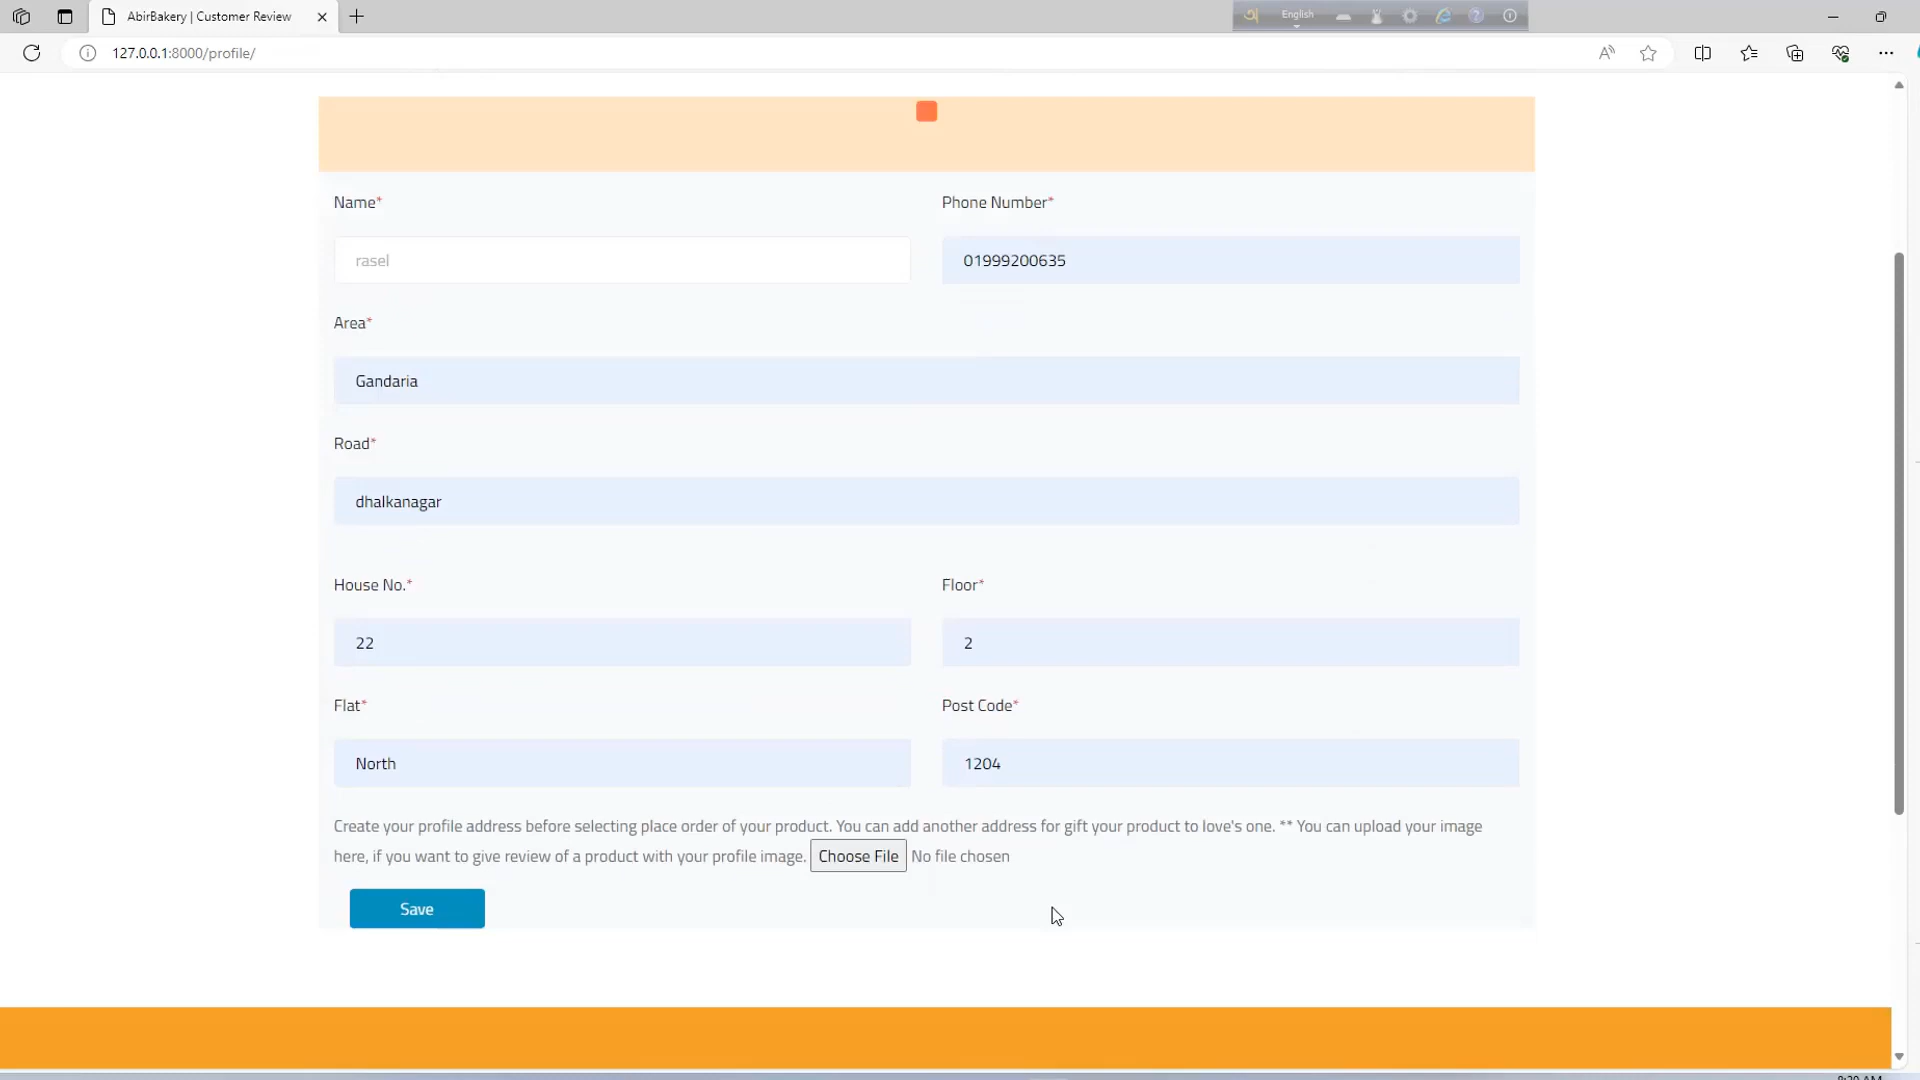 AbirBakery | Customer Review
English
127.0.0.1:8000/profile/
Name*
Phone Number*
rasel
01999200635
Area*
Gandaria
Road*
dhalkanagar
House No.*
Floor*
22
2
Flat*
Post Code*
North
1204
Create your profile address before selecting place order of your product. You can add another address for gift your product to love's one. ** You can upload your image
here, if you want to give review of a product with your profile image. Choose File No file chosen
Save